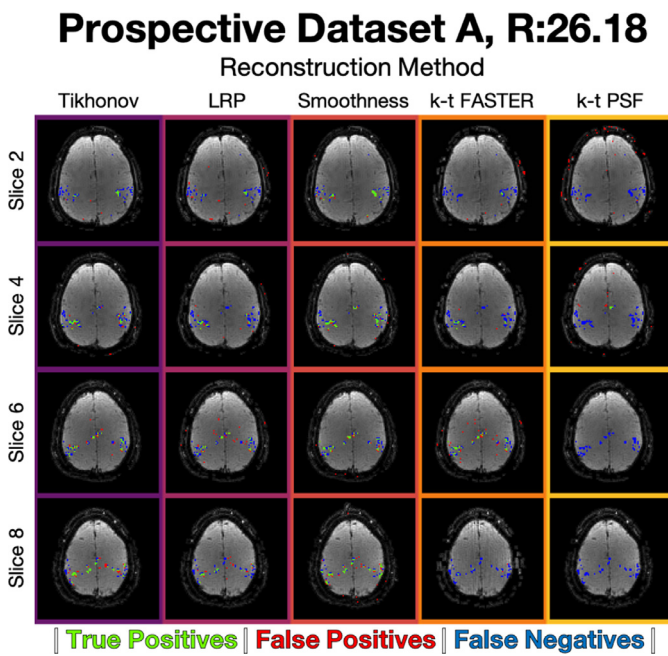 Prospective Dataset A, R:26.18
Reconstruction Method
Tikhonov LRP Smoothness k-t FASTER k-t PSF
Slice 2
Slice 4
Slice 6
Slice 8
| True Positives | False Positives | False Negatives |